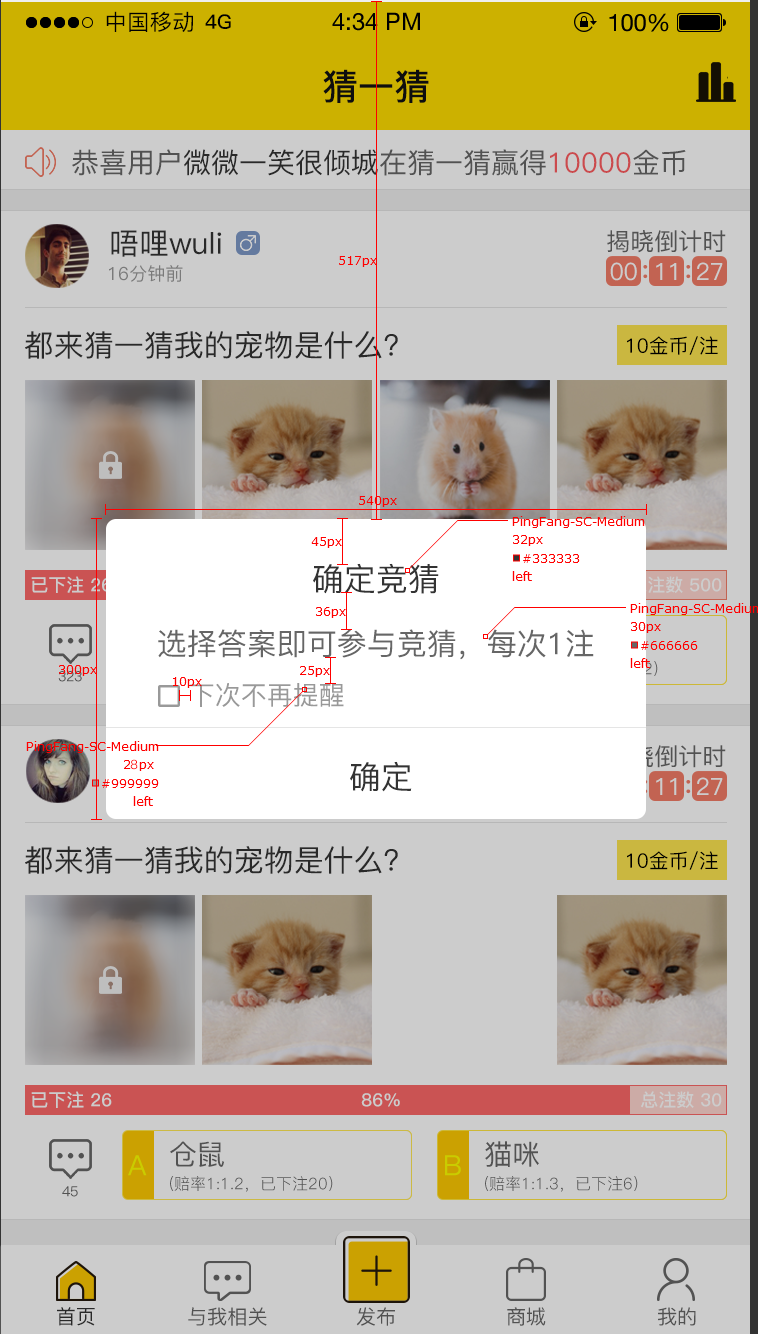 中国移动 4G 4:34 PM 100%
猜一猜
恭喜用户微微一笑很倾城在猜一猜赢得10000金币
唔哩wuli
16分钟前
揭晓倒计时
00:11:27
517px
都来猜一猜我的宠物是什么?
10金币/注
540px
已下注 26
注数 500
323
2)
300px
45px
确定竞猜
PingFang-SC-Medium
32px
#333333
left
36px
选择答案即可参与竞猜，每次1注
PingFang-SC-Medium
30px
#666666
left
25px
10px
下次不再提醒
PingFang-SC-Medium
28px
#999999
left
确定
晓倒计时
:11:27
都来猜一猜我的宠物是什么?
10金币/注
已下注 26
86%
总注数 30
45
A
仓鼠
(赔率1:1.2，已下注20)
B
猫咪
(赔率1:1.3，已下注6)
首页
与我相关
发布
商城
我的